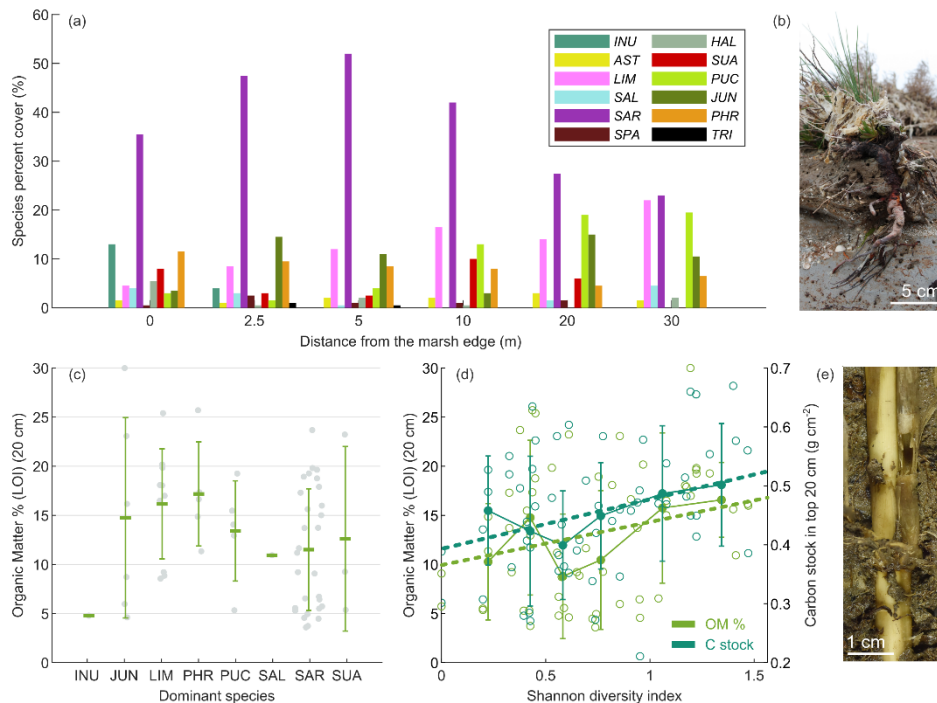 (a)
60
50
40
30
20
10
0
Species percent cover (%)
INU HAL
AST SUA
LIM PUC
SAL JUN
SAR PHR
SPA TRI
0 2.5 5 10 20 30
Distance from the marsh edge (m)
(b)
5 cm
(c)
30
25
20
15
10
5
0
Organic Matter % (LOI) (20 cm)
INU JUN LIM PHR PUC SAL SAR SUA
Dominant species
(d)
30
25
20
15
10
5
0
Organic Matter % (LOI) (20 cm)
OM %
C stock
0 0.5 1 1.5
Shannon diversity index
0.7
0.6
0.5
0.4
0.3
0.2
Carbon stock in top 20 cm (g cm⁻²)
(e)
1 cm